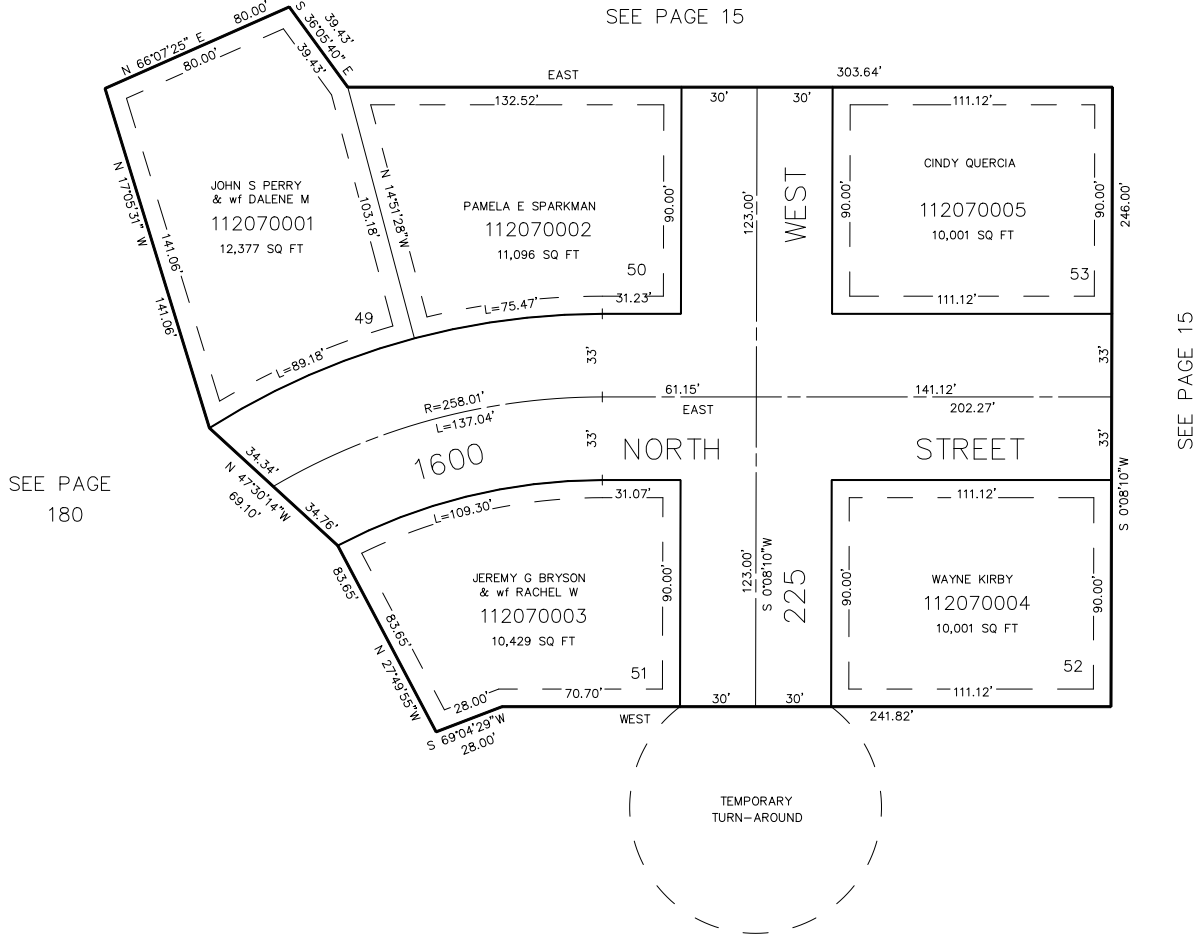 SEE PAGE 15
80.00'
N 66°07'25" E
80.00'
39.43'
S 36°05'40" E
39.43'
EAST
303.64'
132.52'
30'
30'
111.12'
N 17°05'31" W
141.06'
141.06'
JOHN S PERRY
& wf DALENE M
112070001
12,377 SQ FT
49
L=89.18'
103.18'
N 14°51'28"W
PAMELA E SPARKMAN
112070002
11,096 SQ FT
50
90.00'
L=75.47'
31.23'
123.00'
WEST
90.00'
CINDY QUERCIA
112070005
10,001 SQ FT
53
90.00'
111.12'
246.00'
SEE PAGE 15
33'
33'
R=258.01'
L=137.04'
61.15'
EAST
141.12'
202.27'
33'
33'
1600
NORTH
STREET
SEE PAGE
180
34.34'
N 47°30'14"W
69.10'
34.76'
S 0°08'10"W
L=109.30'
31.07'
111.12'
83.65'
83.65'
N 27°49'55"W
JEREMY G BRYSON
& wf RACHEL W
112070003
10,429 SQ FT
51
90.00'
123.00'
S 0°08'10"W
225
90.00'
WAYNE KIRBY
112070004
10,001 SQ FT
52
90.00'
28.00'
70.70'
111.12'
S 69°04'29"W
28.00'
WEST
30'
30'
241.82'
TEMPORARY
TURN-AROUND